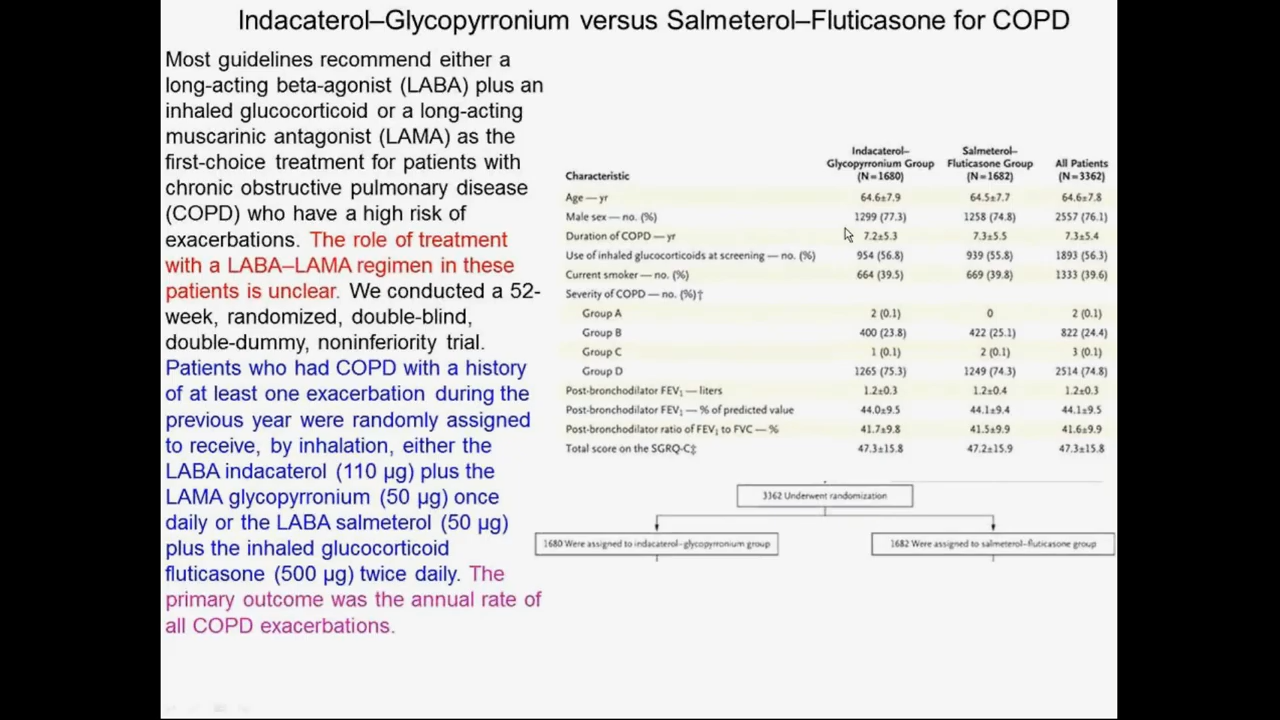 Indacaterol–Glycopyrronium versus Salmeterol–Fluticasone for COPD
Most guidelines recommend either a
long-acting beta-agonist (LABA) plus an
inhaled glucocorticoid or a long-acting
muscarinic antagonist (LAMA) as the
first-choice treatment for patients with
chronic obstructive pulmonary disease
(COPD) who have a high risk of
exacerbations. The role of treatment
with a LABA–LAMA regimen in these
patients is unclear. We conducted a 52-
week, randomized, double-blind,
double-dummy, noninferiority trial.
Patients who had COPD with a history
of at least one exacerbation during the
previous year were randomly assigned
to receive, by inhalation, either the
LABA indacaterol (110 μg) plus the
LAMA glycopyrronium (50 μg) once
daily or the LABA salmeterol (50 μg)
plus the inhaled glucocorticoid
fluticasone (500 μg) twice daily. The
primary outcome was the annual rate of
all COPD exacerbations.
Indacaterol– Salmeterol–
Glycopyrronium Group Fluticasone Group All Patients
Characteristic (N=1680) (N=1682) (N=3362)
Age — yr 64.6±7.9 64.5±7.7 64.6±7.8
Male sex — no. (%) 1299 (77.3) 1258 (74.8) 2557 (76.1)
Duration of COPD — yr 7.2±5.3 7.3±5.5 7.3±5.4
Use of inhaled glucocorticoids at screening — no. (%) 954 (56.8) 939 (55.8) 1893 (56.3)
Current smoker — no. (%) 664 (39.5) 669 (39.8) 1333 (39.6)
Severity of COPD — no. (%)†
Group A 2 (0.1) 0 2 (0.1)
Group B 400 (23.8) 422 (25.1) 822 (24.4)
Group C 1 (0.1) 2 (0.1) 3 (0.1)
Group D 1265 (75.3) 1249 (74.3) 2514 (74.8)
Post-bronchodilator FEV₁ — liters 1.2±0.3 1.2±0.4 1.2±0.3
Post-bronchodilator FEV₁ — % of predicted value 44.0±9.5 44.1±9.4 44.1±9.5
Post-bronchodilator ratio of FEV₁ to FVC — % 41.7±9.8 41.5±9.9 41.6±9.9
Total score on the SGRQ-C‡ 47.3±15.8 47.2±15.9 47.3±15.8
3362 Underwent randomization
1680 Were assigned to indacaterol–glycopyrronium group 1682 Were assigned to salmeterol–fluticasone group